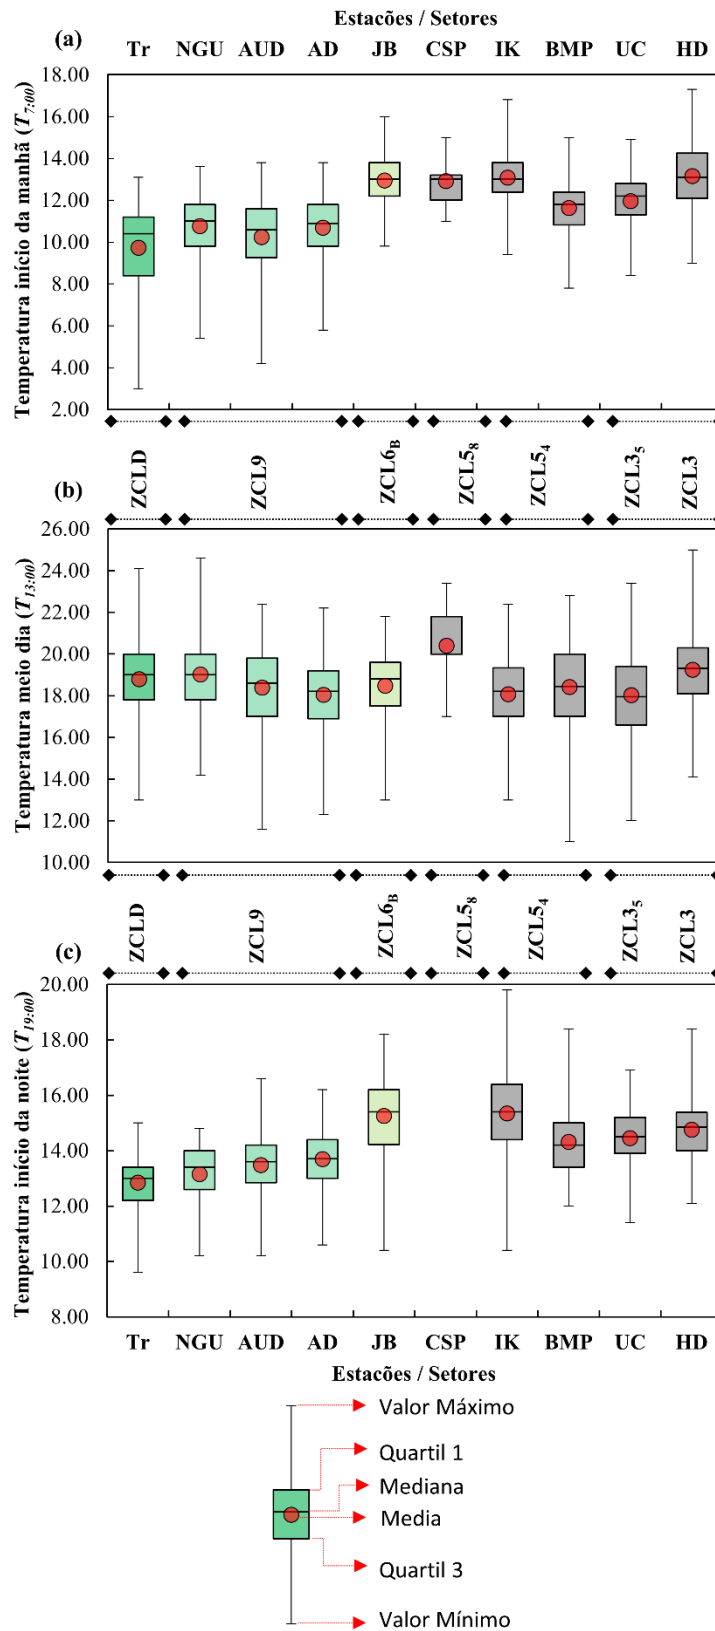 Estacões / Setores
(a)
Tr NGU AUD AD JB CSP IK BMP UC HD
Temperatura início da manhã (T7:00)
18.00
16.00
14.00
12.00
10.00
8.00
6.00
4.00
2.00
ZCLD ZCL9 ZCL6B ZCL58 ZCL54 ZCL35 ZCL3
(b)
Temperatura meio dia (T13:00)
26.00
24.00
22.00
20.00
18.00
16.00
14.00
12.00
10.00
ZCLD ZCL9 ZCL6B ZCL58 ZCL54 ZCL35 ZCL3
(c)
Temperatura início da noite (T19:00)
20.00
18.00
16.00
14.00
12.00
10.00
8.00
Tr NGU AUD AD JB CSP IK BMP UC HD
Estacões / Setores
Valor Máximo
Quartil 1
Mediana
Media
Quartil 3
Valor Mínimo